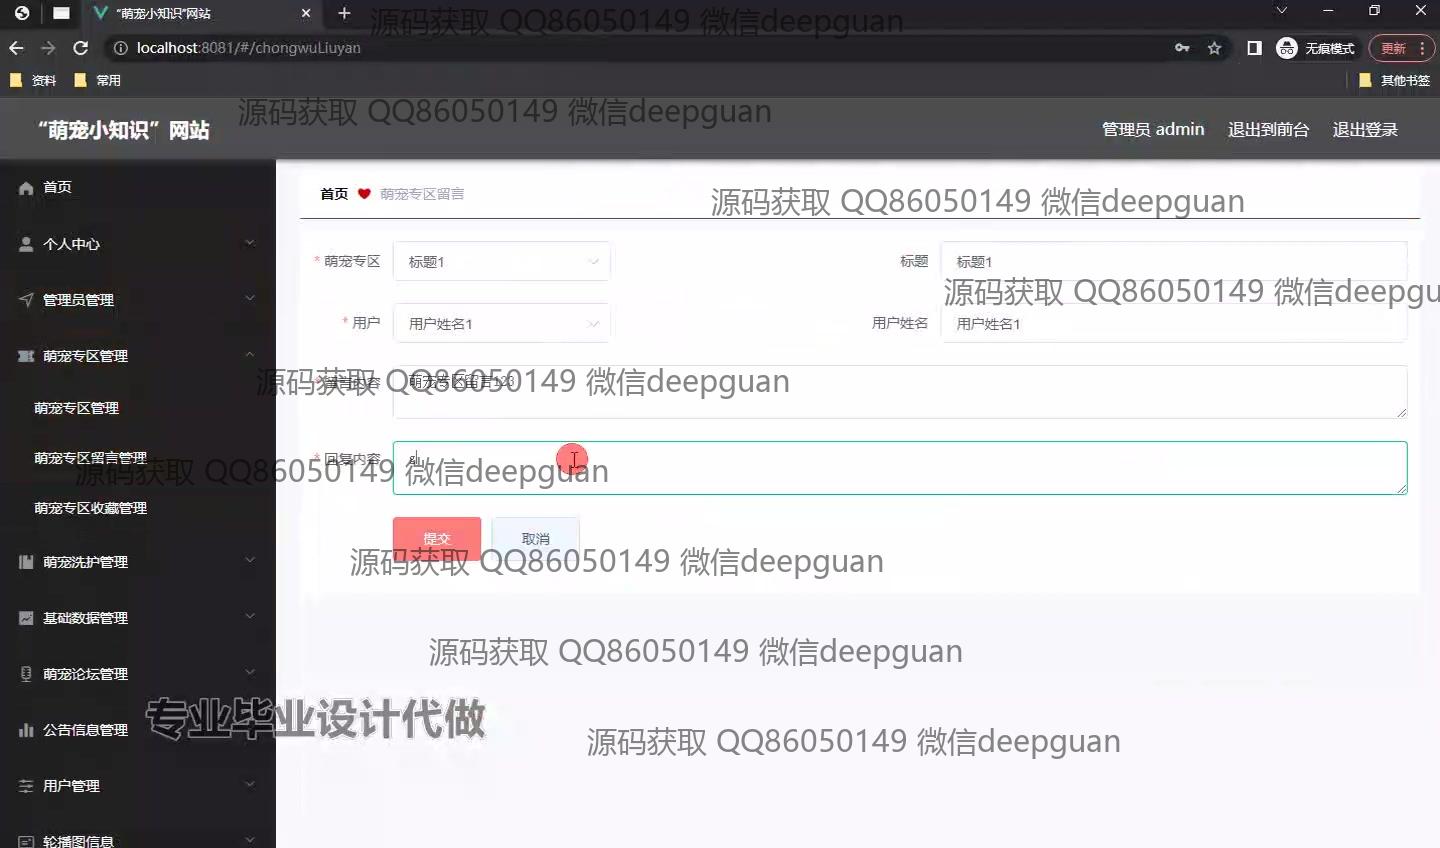 “萌宠小知识”网站
源码获取 QQ86050149 微信deepguan
localhost:8081/#/chongwuLiuyan
无痕模式
更新
资料
常用
其他书签
源码获取 QQ86050149 微信deepguan
“萌宠小知识”网站
管理员 admin
退出到前台
退出登录
首页
个人中心
管理员管理
萌宠专区管理
萌宠专区管理
萌宠专区留言管理
萌宠专区收藏管理
萌宠洗护管理
基础数据管理
萌宠论坛管理
公告信息管理
用户管理
轮播图信息
首页 萌宠专区留言
源码获取 QQ86050149 微信deepguan
* 萌宠专区 标题1
标题 标题1
源码获取 QQ86050149 微信deepgu
* 用户 用户姓名1
用户姓名 用户姓名1
* 留言内容 萌宠专区留言123
源码获取 QQ86050149 微信deepguan
* 回复内容
源码获取 QQ86050149 微信deepguan
提交
取消
源码获取 QQ86050149 微信deepguan
源码获取 QQ86050149 微信deepguan
专业毕业设计代做
源码获取 QQ86050149 微信deepguan